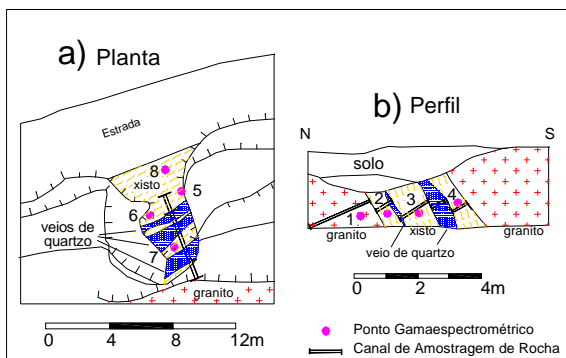 a) Planta
Estrada
8
xisto
5
6
veios de
quartzo
7
granito
0 4 8 12m
b) Perfil
N
S
solo
2
3
4
1
granito
xisto
granito
veio de quartzo
0 2 4m
Ponto Gamaespectrométrico
Canal de Amostragem de Rocha